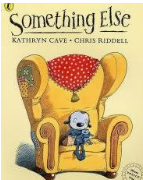 Something Else
KATHRYN CAVE • CHRIS RIDDELL